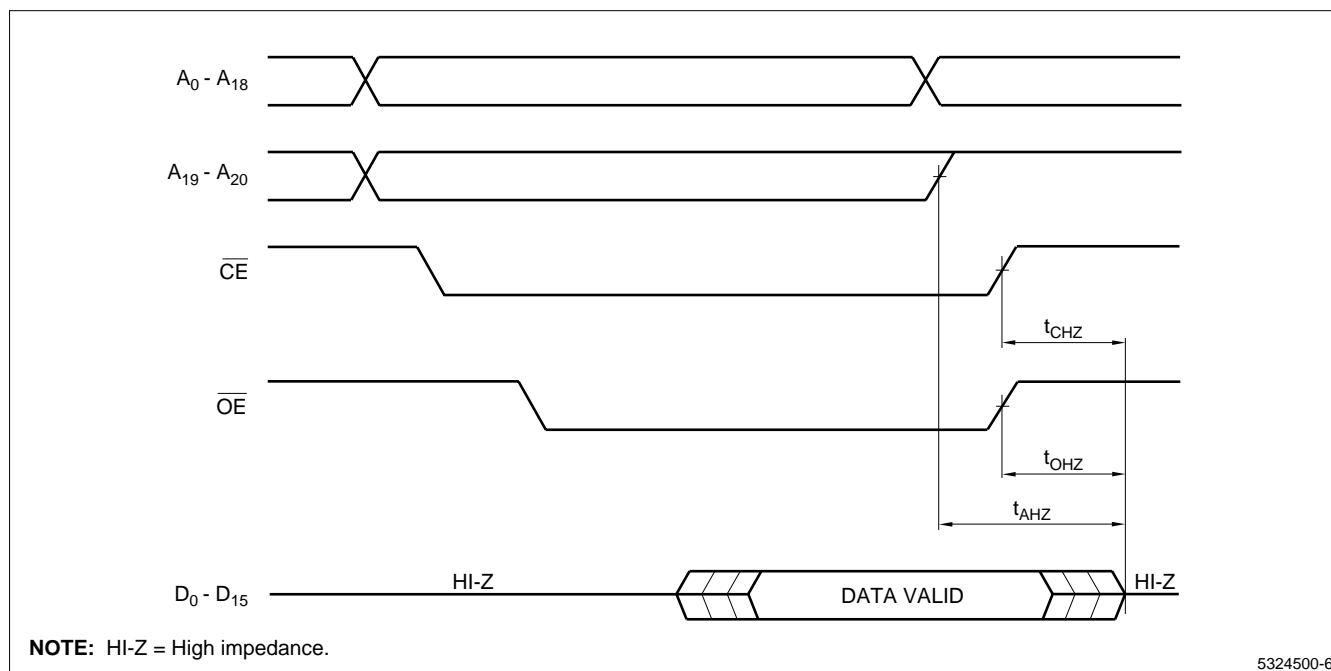 A0 - A18
A19 - A20
CE
tCHZ
OE
tOHZ
tAHZ
D0 - D15
HI-Z
DATA VALID
HI-Z
NOTE: HI-Z = High impedance.
5324500-6